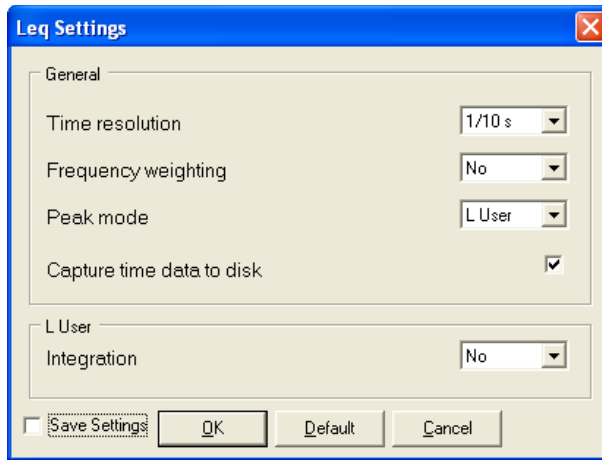 Leq Settings
General
Time resolution 1/10 s
Frequency weighting No
Peak mode L User
Capture time data to disk
L User
Integration No
Save Settings OK Default Cancel